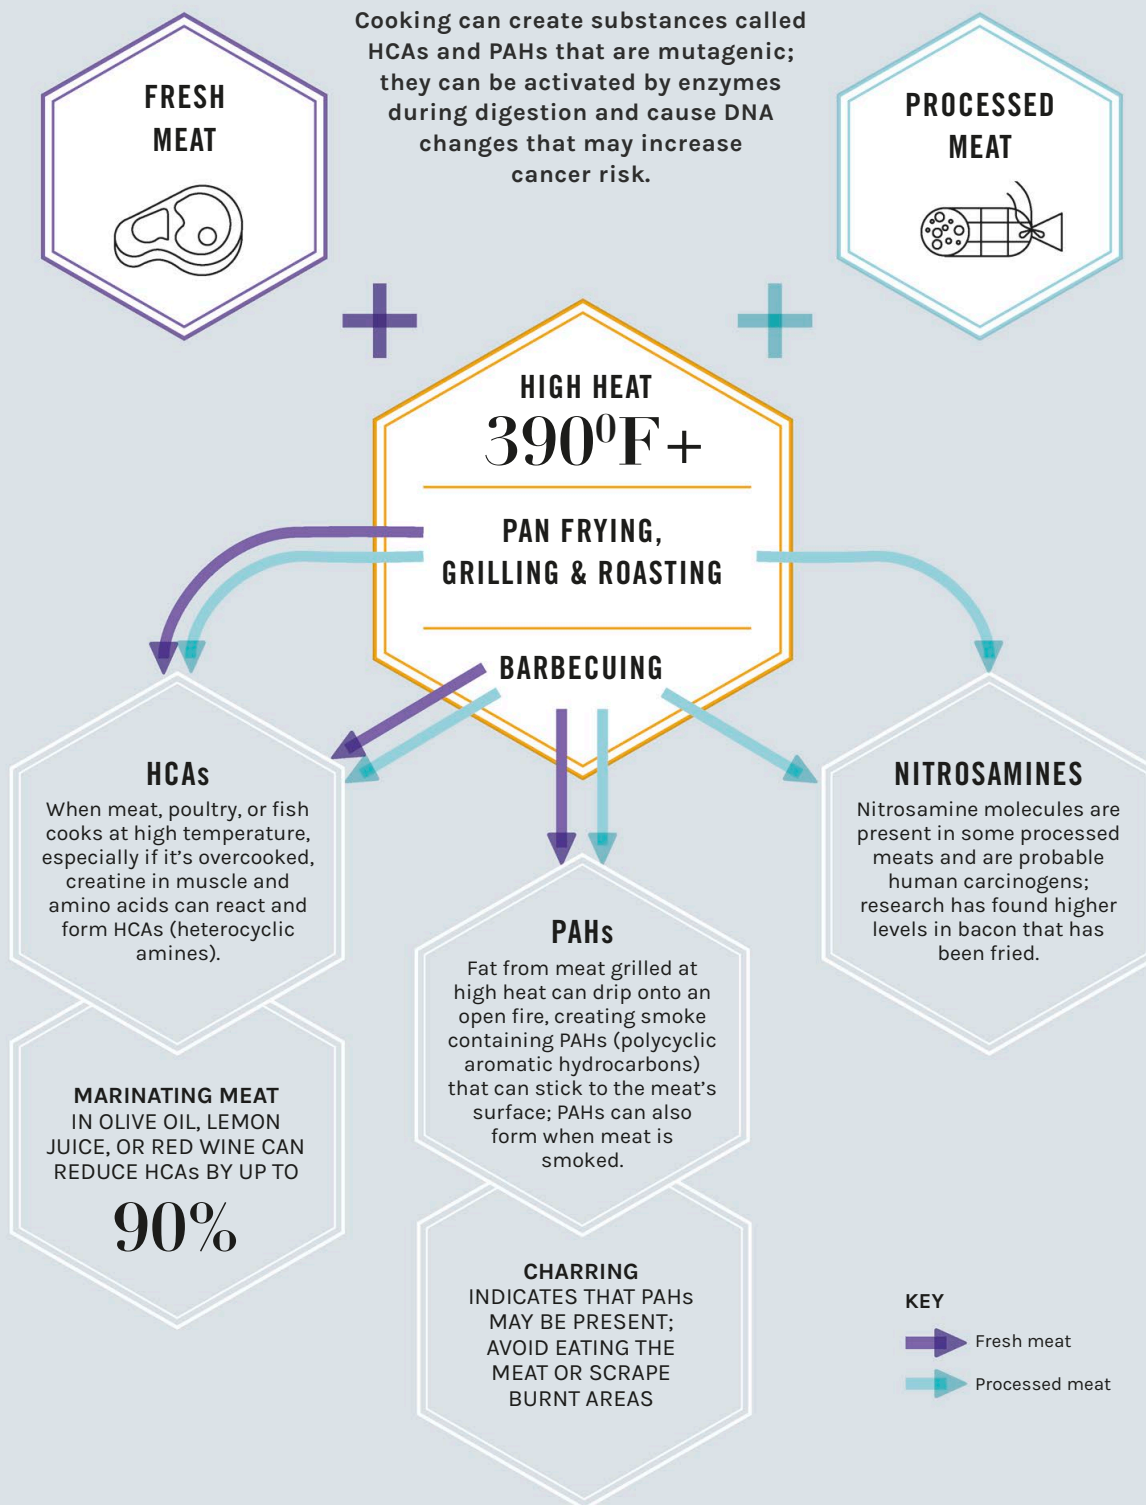 Cooking can create substances called
HCAs and PAHs that are mutagenic;
they can be activated by enzymes
during digestion and cause DNA
changes that may increase
cancer risk.
FRESH
MEAT
PROCESSED
MEAT
HIGH HEAT
390⁰F+
PAN FRYING,
GRILLING & ROASTING
BARBECUING
HCAs
When meat, poultry, or fish
cooks at high temperature,
especially if it's overcooked,
creatine in muscle and
amino acids can react and
form HCAs (heterocyclic
amines).
MARINATING MEAT
IN OLIVE OIL, LEMON
JUICE, OR RED WINE CAN
REDUCE HCAs BY UP TO
90%
PAHs
Fat from meat grilled at
high heat can drip onto an
open fire, creating smoke
containing PAHs (polycyclic
aromatic hydrocarbons)
that can stick to the meat's
surface; PAHs can also
form when meat is
smoked.
CHARRING
INDICATES THAT PAHs
MAY BE PRESENT;
AVOID EATING THE
MEAT OR SCRAPE
BURNT AREAS
NITROSAMINES
Nitrosamine molecules are
present in some processed
meats and are probable
human carcinogens;
research has found higher
levels in bacon that has
been fried.
KEY
Fresh meat
Processed meat